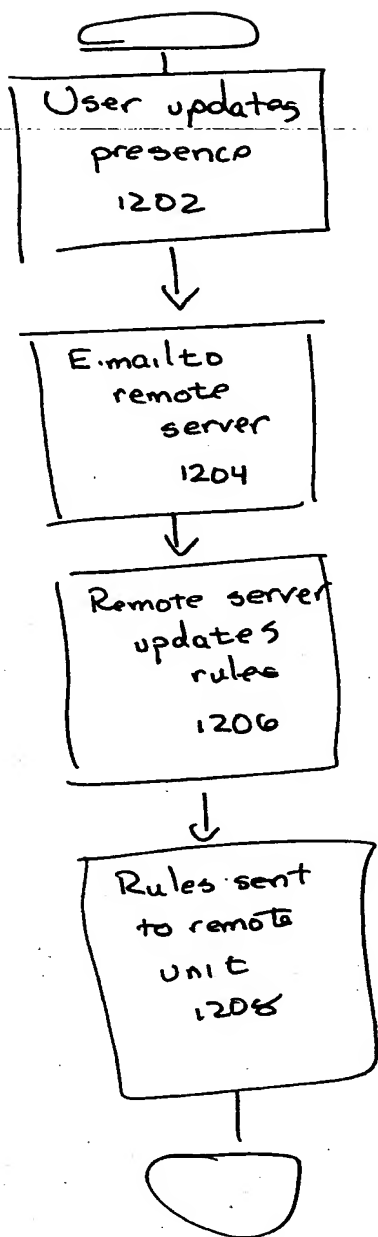 User updates
presence
1202
E.mail to
remote
server
1204
Remote server
updates
rules
1206
Rules sent
to remote
unit
1208